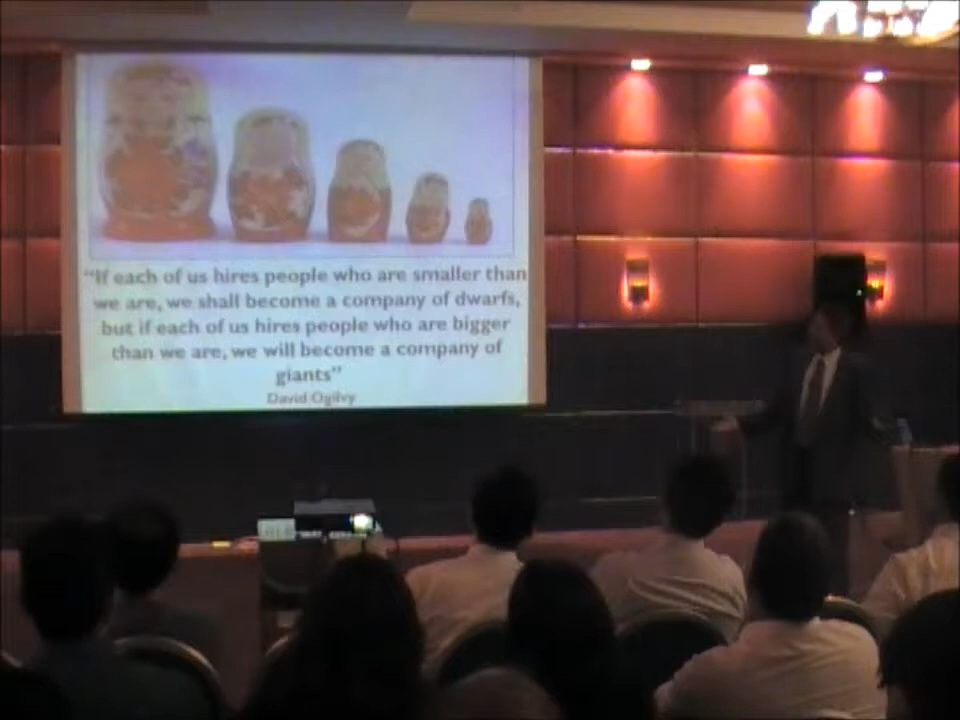 “If each of us hires people who are smaller than
we are, we shall become a company of dwarfs,
but if each of us hires people who are bigger
than we are, we will become a company of
giants”
David Ogilvy